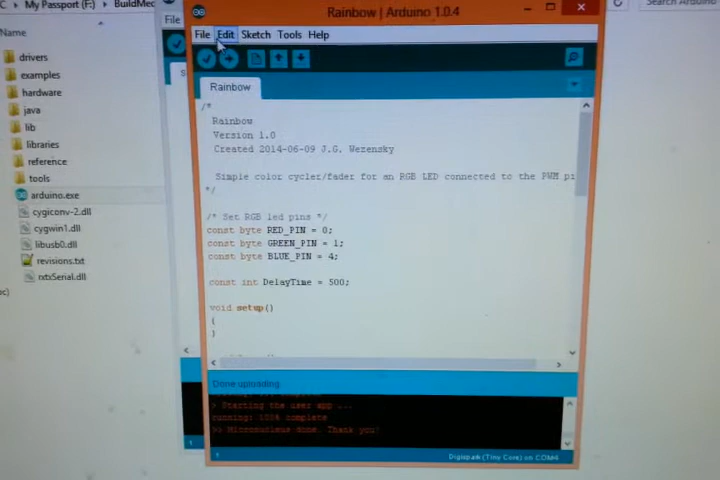 C
My Passport (F:)
BuildMec
Search Arduino
Name
drivers
examples
hardware
java
lib
libraries
reference
tools
arduino.exe
cygiconv-2.dll
cygwin1.dll
libusb0.dll
revisions.txt
rxtxSerial.dll
File
Rainbow | Arduino 1.0.4
File Edit Sketch Tools Help
Rainbow
/*
Rainbow
Version 1.0
Created 2014-06-09 J.G. Wezensky
Simple color cycler/fader for an RGB LED connected to the PWM pi
*/
/* Set RGB led pins */
const byte RED_PIN = 0;
const byte GREEN_PIN = 1;
const byte BLUE_PIN = 4;
const int DelayTime = 500;
void setup()
{
}
Done uploading.
> Starting the user app ...
running: 100% complete
>> Micronucleus done. Thank you!
Digispark (Tiny Core) on COM4